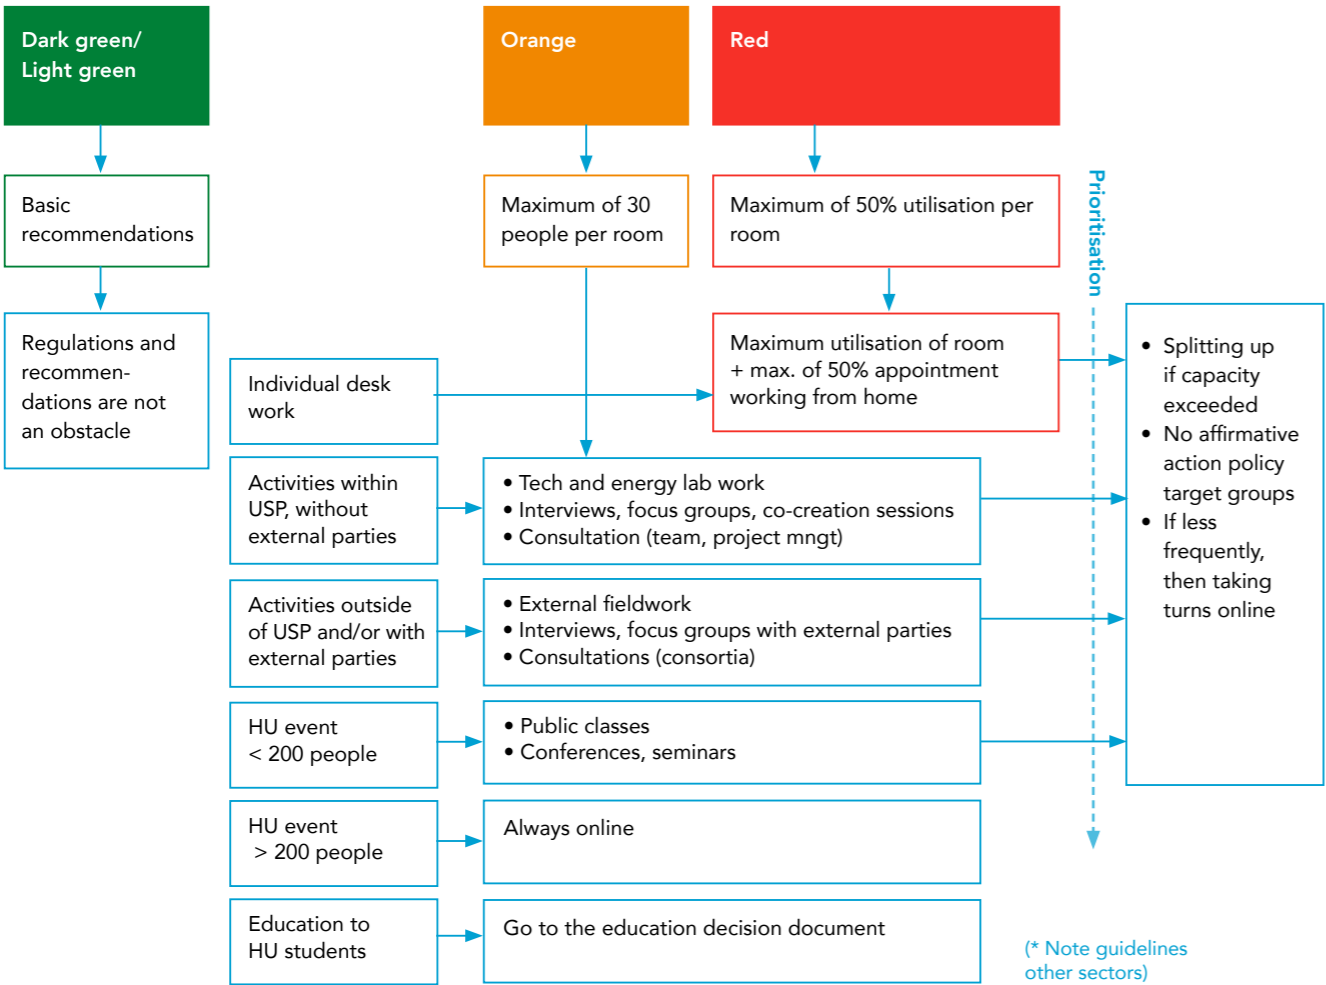 Dark green/
Light green
Orange
Red
Basic
recommendations
Maximum of 30
people per room
Maximum of 50% utilisation per
room
Prioritisation
Regulations and
recommen-
dations are not
an obstacle
Individual desk
work
Maximum utilisation of room
+ max. of 50% appointment
working from home
• Splitting up
if capacity
exceeded
• No affirmative
action policy
target groups
• If less
frequently,
then taking
turns online
Activities within
USP, without
external parties
• Tech and energy lab work
• Interviews, focus groups, co-creation sessions
• Consultation (team, project mngt)
Activities outside
of USP and/or with
external parties
• External fieldwork
• Interviews, focus groups with external parties
• Consultations (consortia)
HU event
< 200 people
• Public classes
• Conferences, seminars
HU event
> 200 people
Always online
Education to
HU students
Go to the education decision document
(* Note guidelines
other sectors)